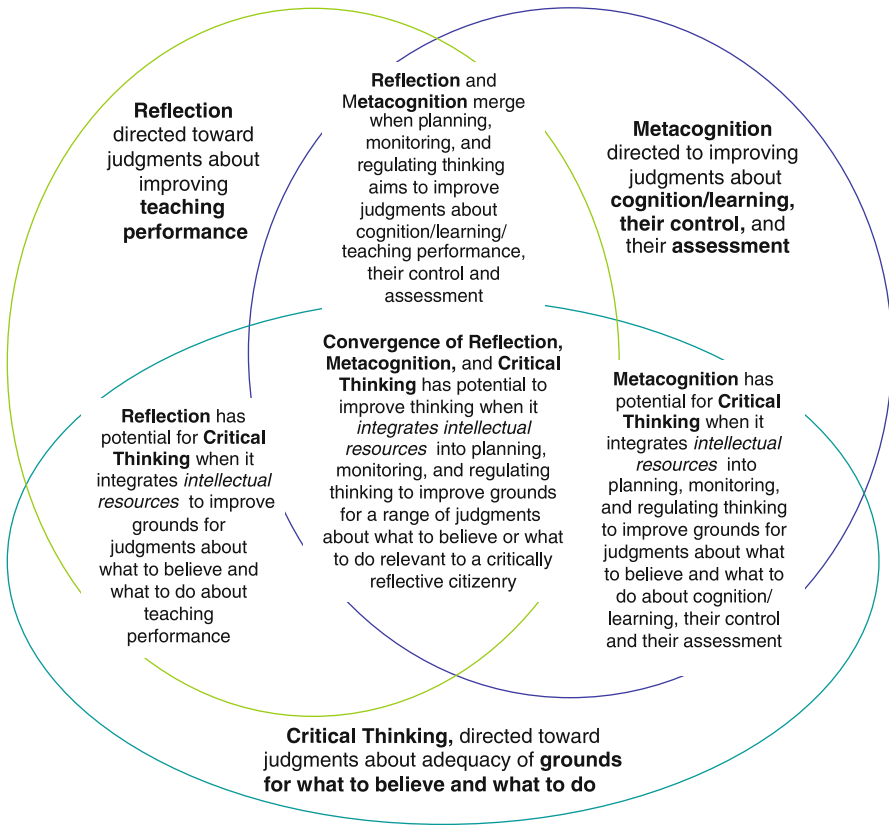 Reflection
directed toward
judgments about
improving
teaching
performance
Reflection and
Metacognition merge
when planning,
monitoring, and
regulating thinking
aims to improve
judgments about
cognition/learning/
teaching performance,
their control and
assessment
Metacognition
directed to improving
judgments about
cognition/learning,
their control, and
their assessment
Reflection has
potential for Critical
Thinking when it
integrates intellectual
resources to improve
grounds for
judgments about
what to believe and
what to do about
teaching
performance
Convergence of Reflection,
Metacognition, and Critical
Thinking has potential to
improve thinking when it
integrates intellectual
resources into planning,
monitoring, and regulating
thinking to improve grounds
for a range of judgments
about what to believe or what
to do relevant to a critically
reflective citizenry
Metacognition has
potential for Critical
Thinking when it
integrates intellectual
resources into
planning, monitoring,
and regulating thinking
to improve grounds for
judgments about what
to believe and what to
do about cognition/
learning, their control
and their assessment
Critical Thinking, directed toward
judgments about adequacy of grounds
for what to believe and what to do